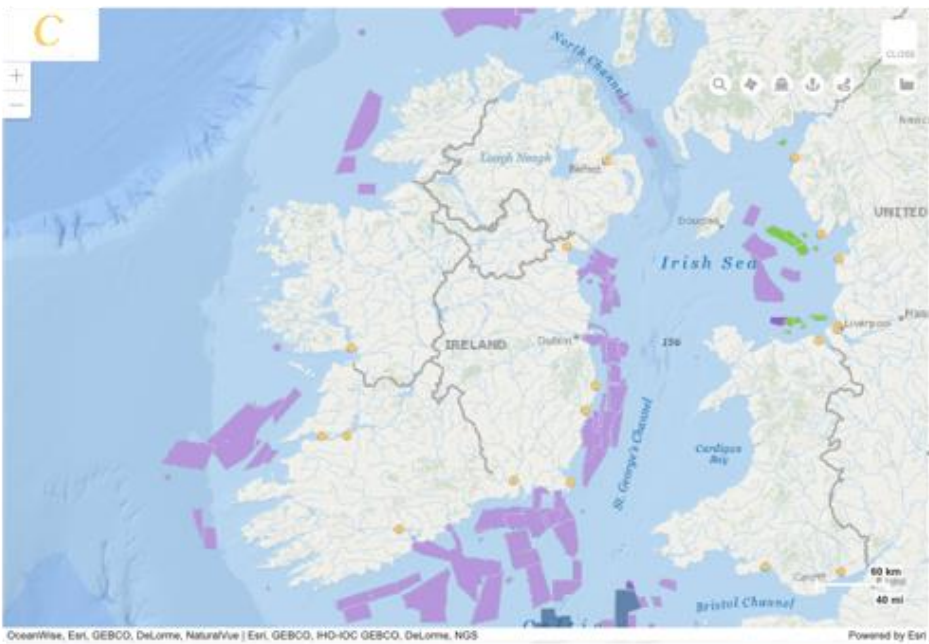 C
CLOSE
+
−
North Channel
Lough Neagh
Belfast
Douglas
UNITED
Irish Sea
IRELAND
Dublin
156
Liverpool
St. George's Channel
Cardigan
Bay
60 km
40 mi
Bristol Channel
OceanWise, Esri, GEBCO, DeLorme, NaturalVue | Esri, GEBCO, IHO-IOC GEBCO, DeLorme, NGS
Powered by Esri